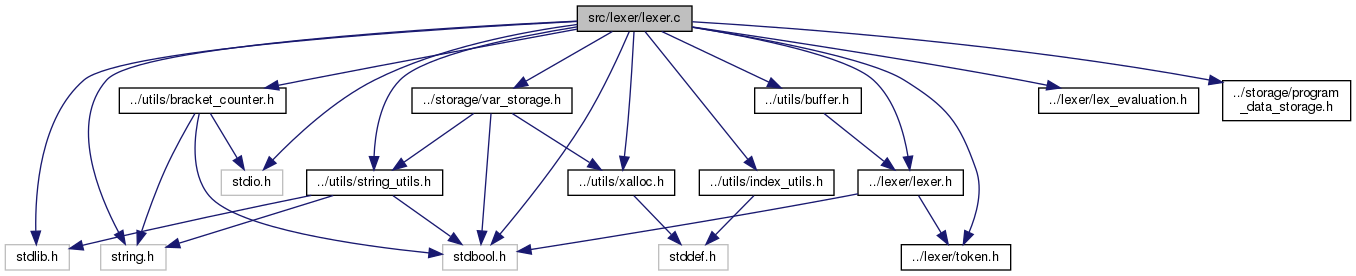 src/lexer/lexer.c
../utils/bracket_counter.h
../storage/var_storage.h
../utils/buffer.h
../lexer/lex_evaluation.h
../storage/program
_data_storage.h
stdio.h
../utils/string_utils.h
../utils/xalloc.h
../utils/index_utils.h
../lexer/lexer.h
stdlib.h
string.h
stdbool.h
stddef.h
../lexer/token.h